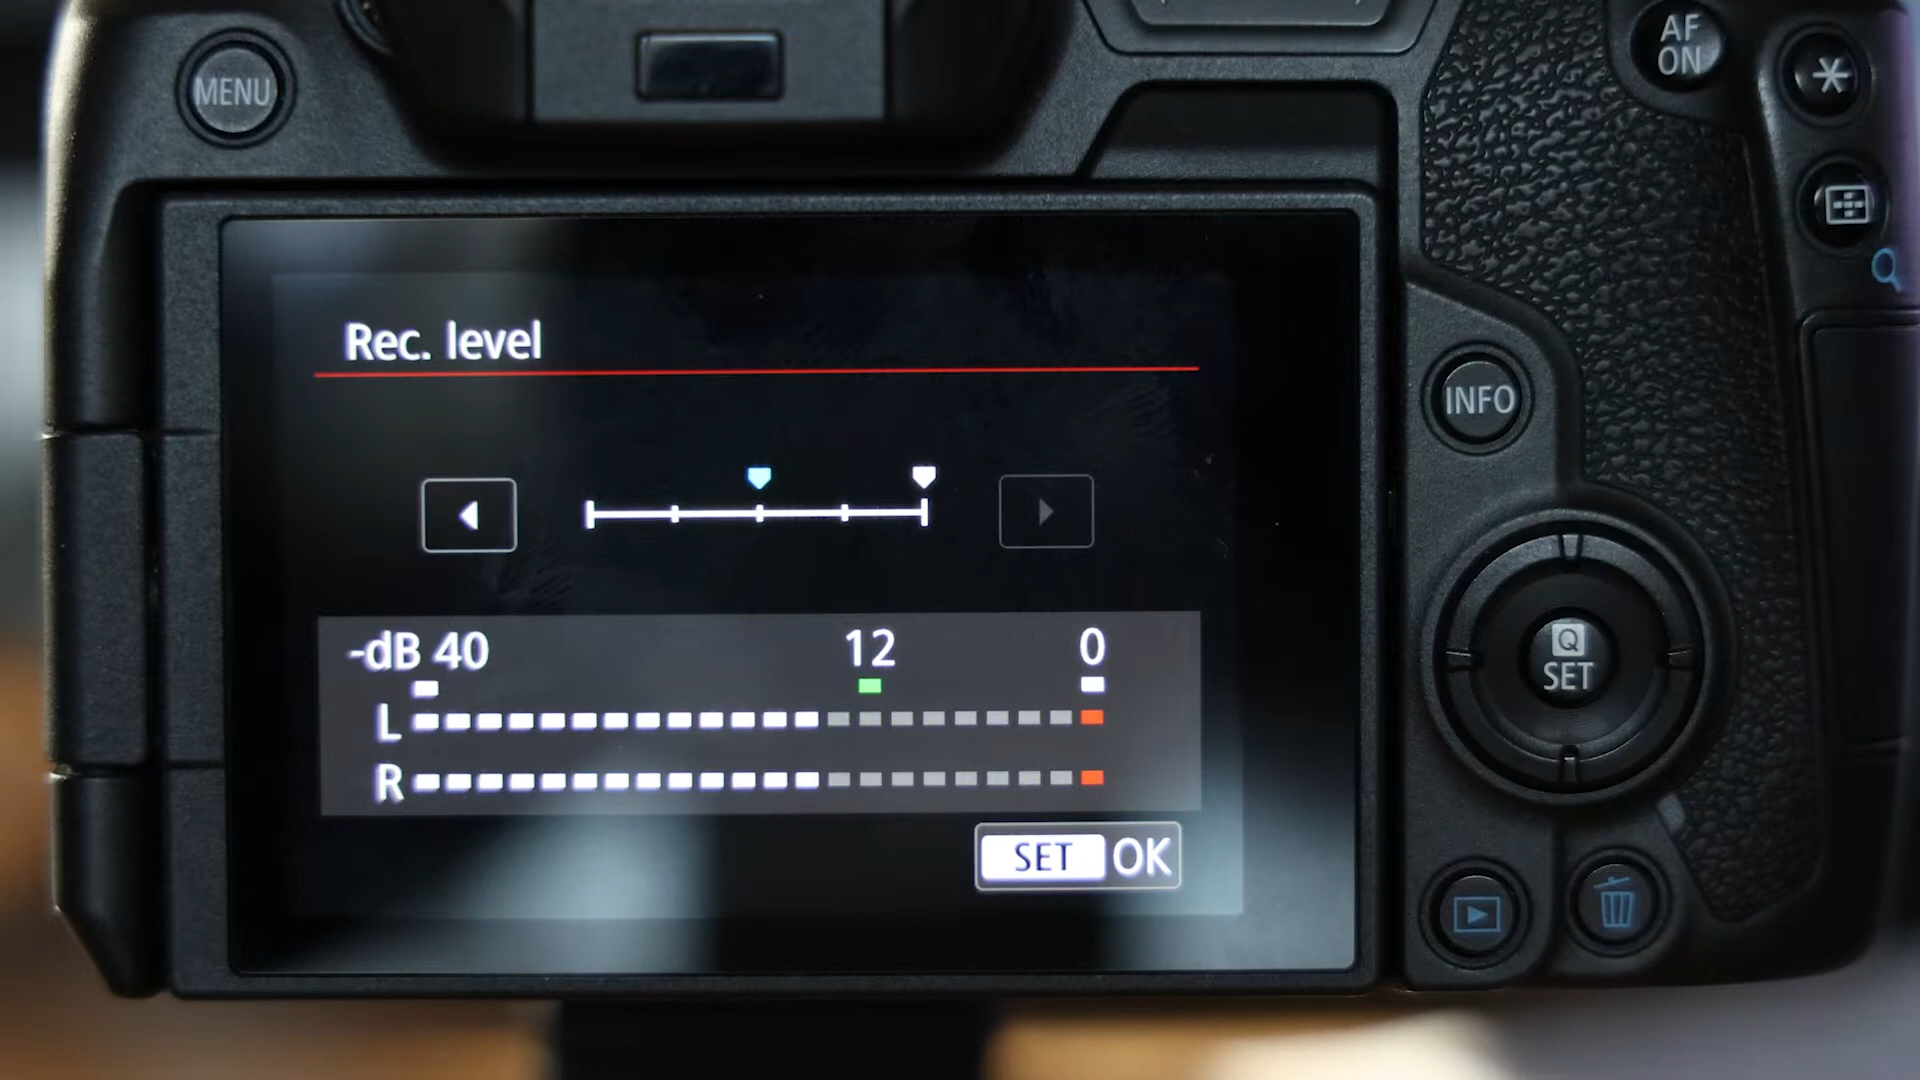 MENU
AF
ON
Rec. level
INFO
-dB 40 12 0
L
R
Q
SET
SET OK